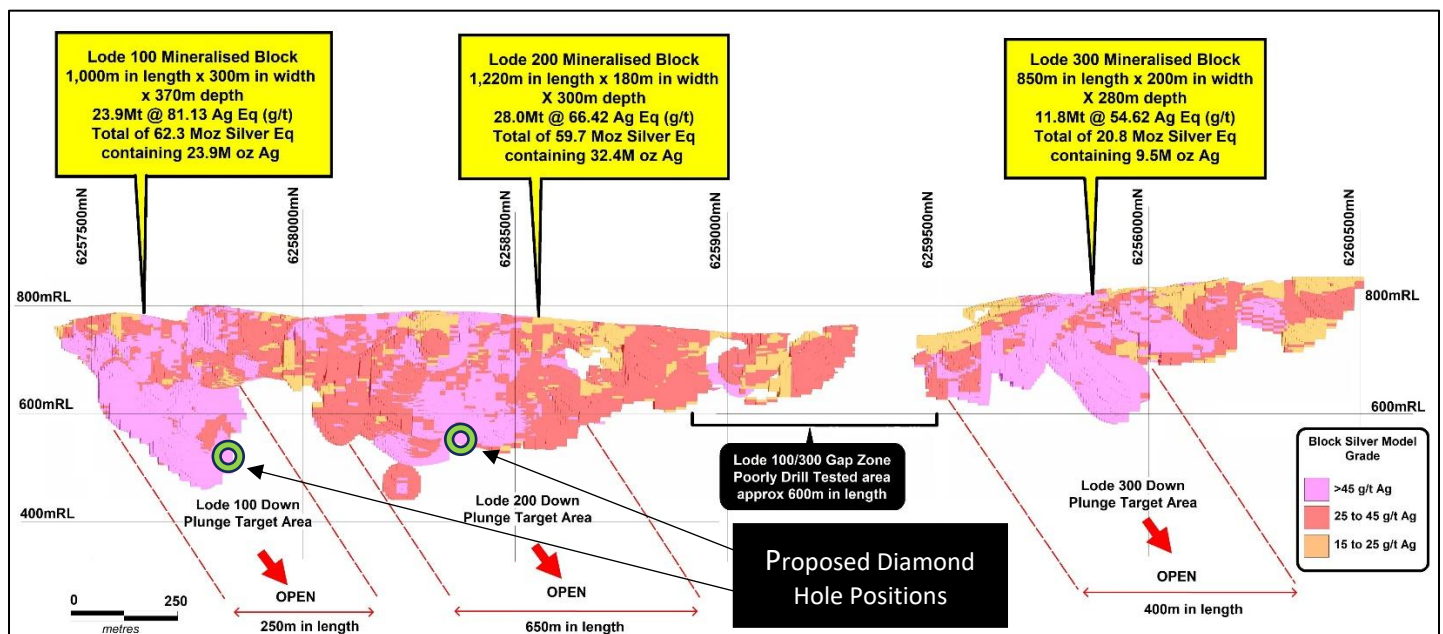 Lode 100 Mineralised Block
1,000m in length x 300m in width
x 370m depth
23.9Mt @ 81.13 Ag Eq (g/t)
Total of 62.3 Moz Silver Eq
containing 23.9M oz Ag
Lode 200 Mineralised Block
1,220m in length x 180m in width
X 300m depth
28.0Mt @ 66.42 Ag Eq (g/t)
Total of 59.7 Moz Silver Eq
containing 32.4M oz Ag
Lode 300 Mineralised Block
850m in length x 200m in width
X 280m depth
11.8Mt @ 54.62 Ag Eq (g/t)
Total of 20.8 Moz Silver Eq
containing 9.5M oz Ag
6257500mN
6258000mN
6258500mN
6259000mN
6259500mN
6256000mN
6260500mN
800mRL
800mRL
600mRL
600mRL
400mRL
Lode 100 Down
Plunge Target Area
OPEN
250m in length
Lode 200 Down
Plunge Target Area
OPEN
650m in length
Lode 100/300 Gap Zone
Poorly Drill Tested area
approx 600m in length
Proposed Diamond
Hole Positions
Lode 300 Down
Plunge Target Area
OPEN
400m in length
Block Silver Model
Grade
>45 g/t Ag
25 to 45 g/t Ag
15 to 25 g/t Ag
0
250
metres